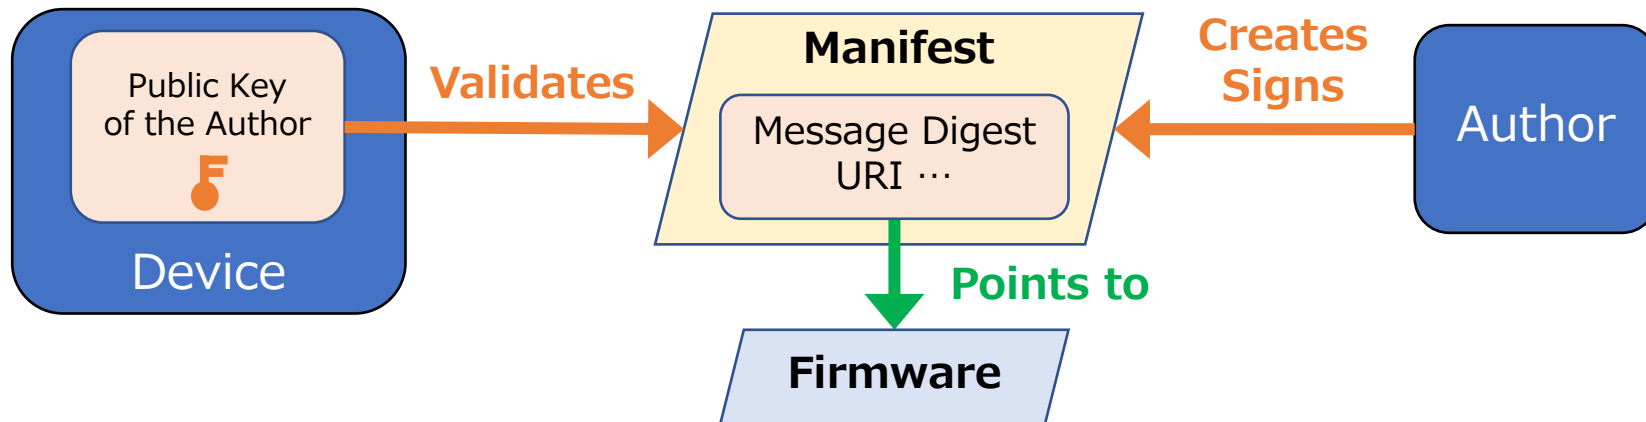 Public Key
of the Author
Device
Validates
Manifest
Message Digest
URI …
Points to
Firmware
Creates
Signs
Author